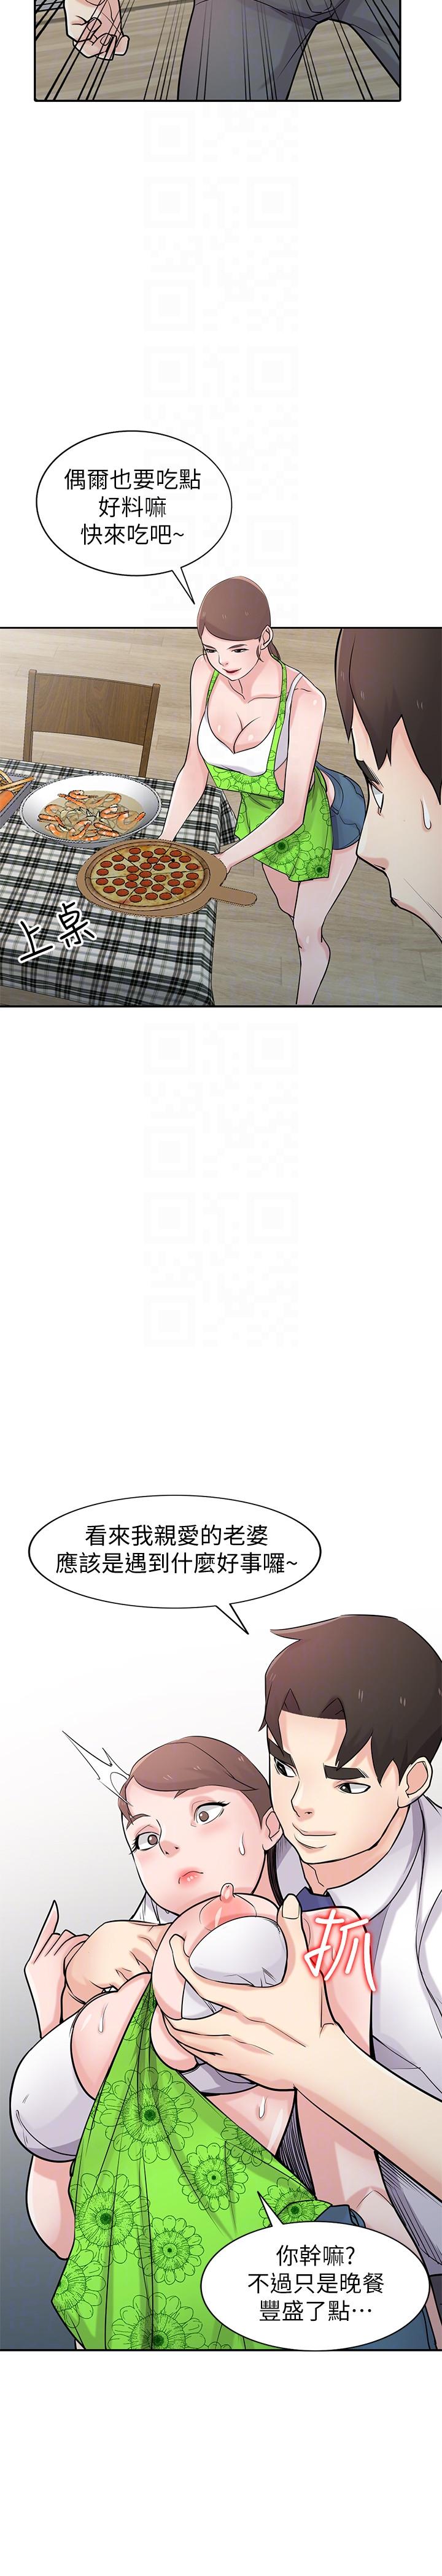 偶爾也要吃點
好料嘛
快來吃吧~
上桌
看來我親愛的老婆
應該是遇到什麼好事囉~
抓
你幹嘛?
不過只是晚餐
豐盛了點⋯